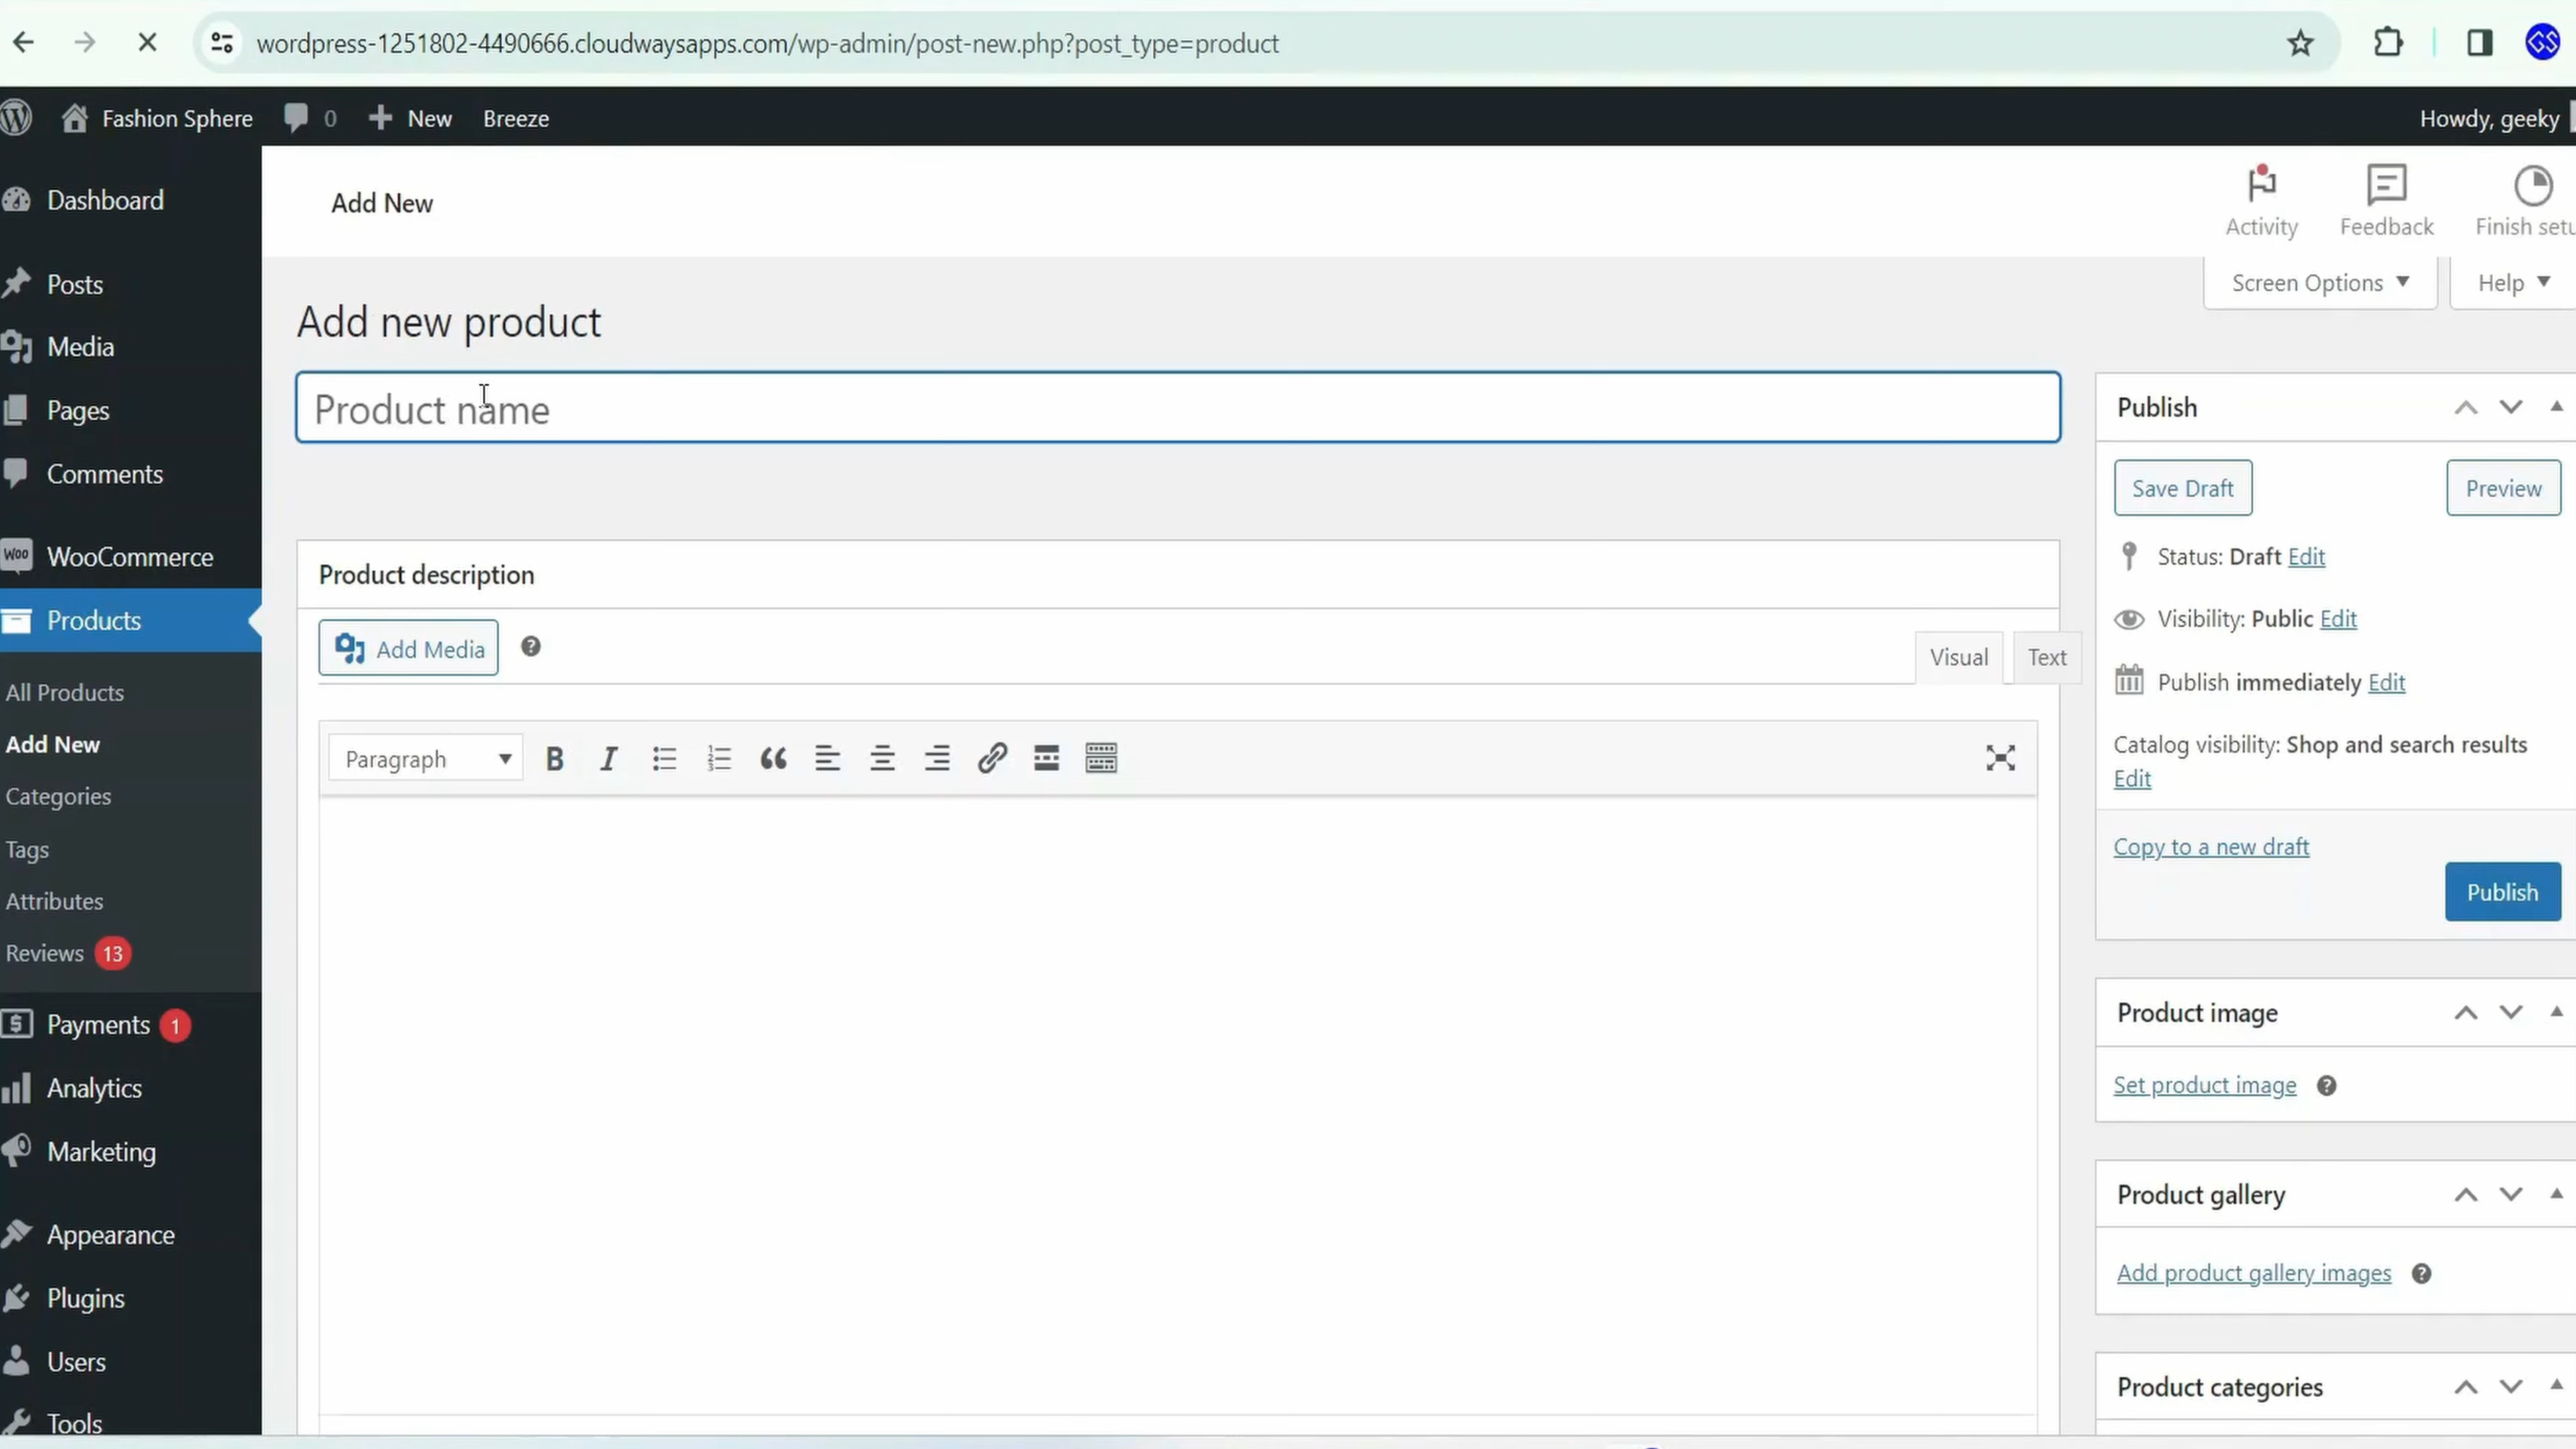 wordpress-1251802-4490666.cloudwaysapps.com/wp-admin/post-new.php?post_type=product
GS
Fashion Sphere
0
New
Breeze
Howdy, geeky
Dashboard
Posts
Media
Pages
Comments
Woo WooCommerce
Products
All Products
Add New
Categories
Tags
Attributes
Reviews 13
Payments 1
Analytics
Marketing
Appearance
Plugins
Users
Tools
Add New
Activity
Feedback
Finish setu
Screen Options
Help
Add new product
Product name
Product description
Add Media
Visual
Text
Paragraph
Publish
Save Draft
Preview
Status: Draft Edit
Visibility: Public Edit
Publish immediately Edit
Catalog visibility: Shop and search results
Edit
Copy to a new draft
Publish
Product image
Set product image
Product gallery
Add product gallery images
Product categories